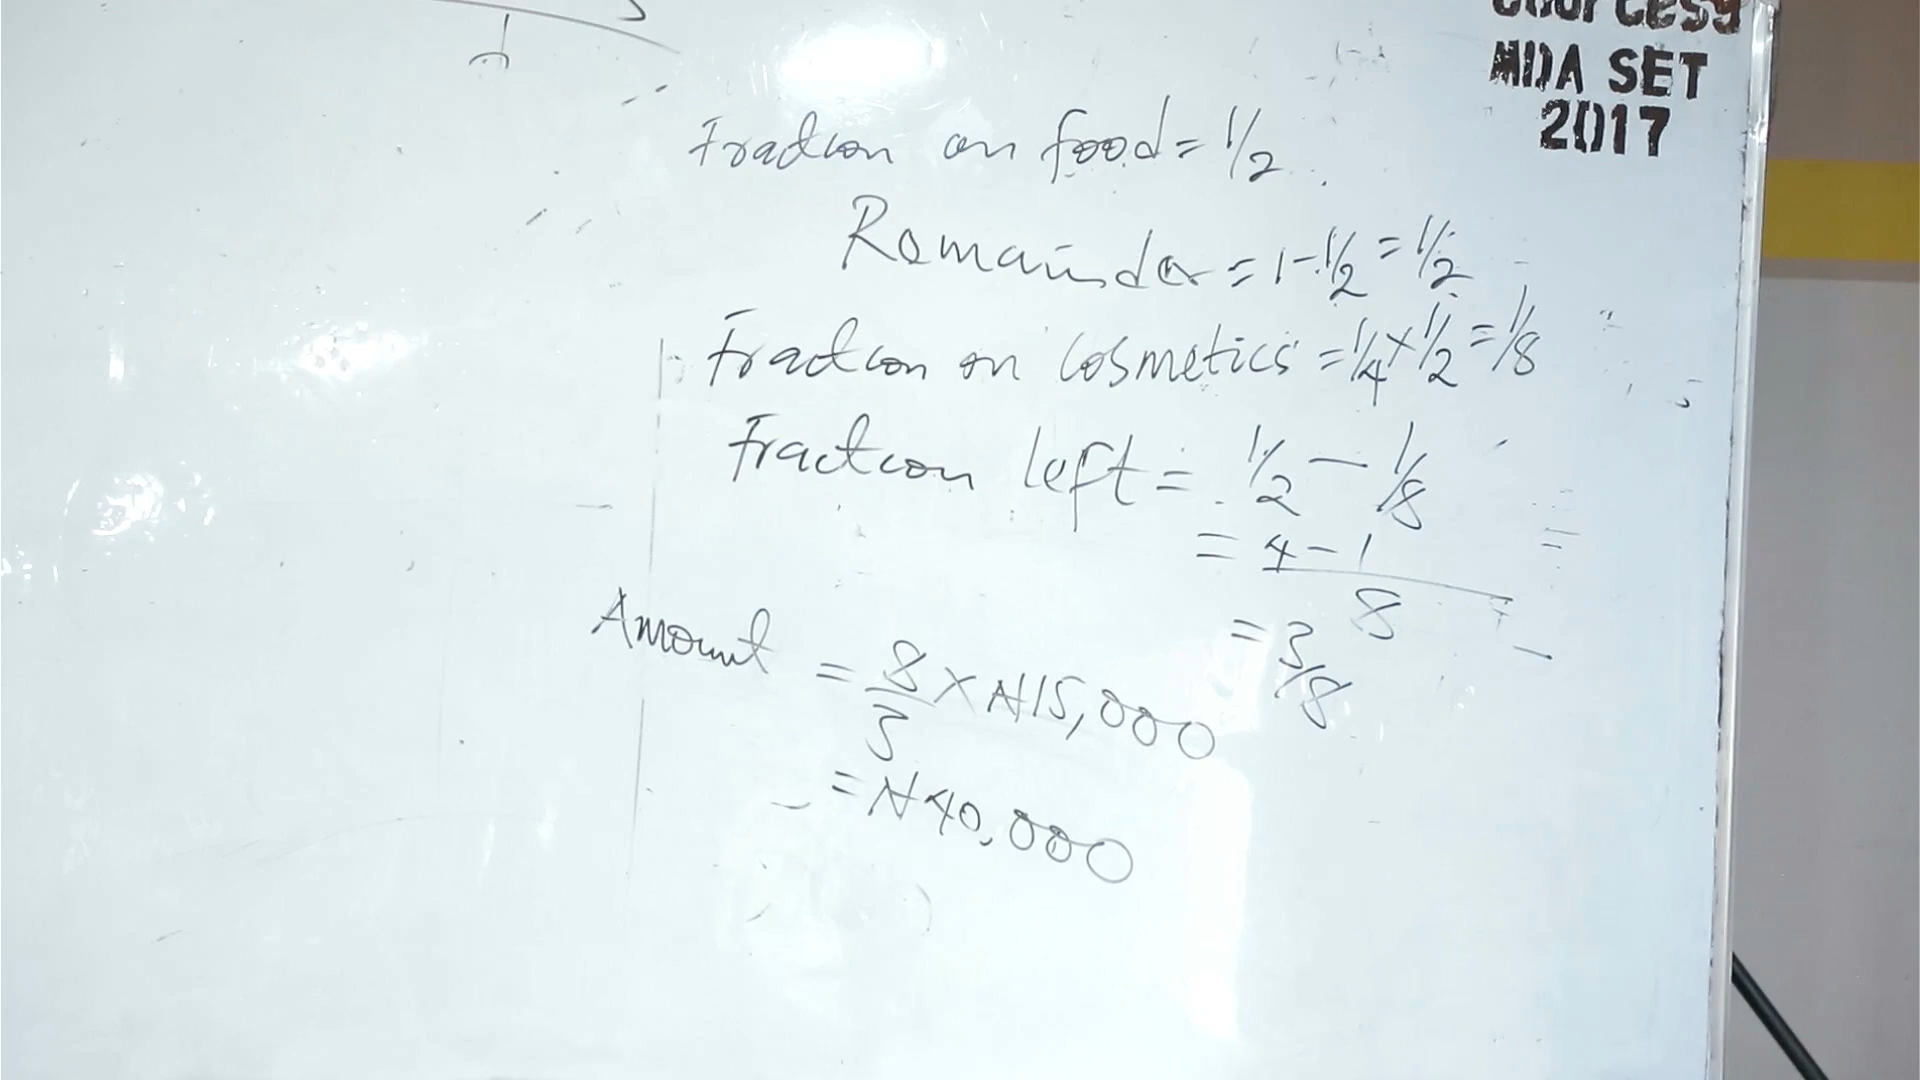 Courtesy
MDA SET
2017
Fraction on food = 1/2
Remainder = 1 - 1/2 = 1/2
Fraction on Cosmetics = 1/4 × 1/2 = 1/8
Fraction left = 1/2 - 1/8
= 4 - 1
8
= 3/8
Amount = 8/3 × ₦15,000
= ₦40,000